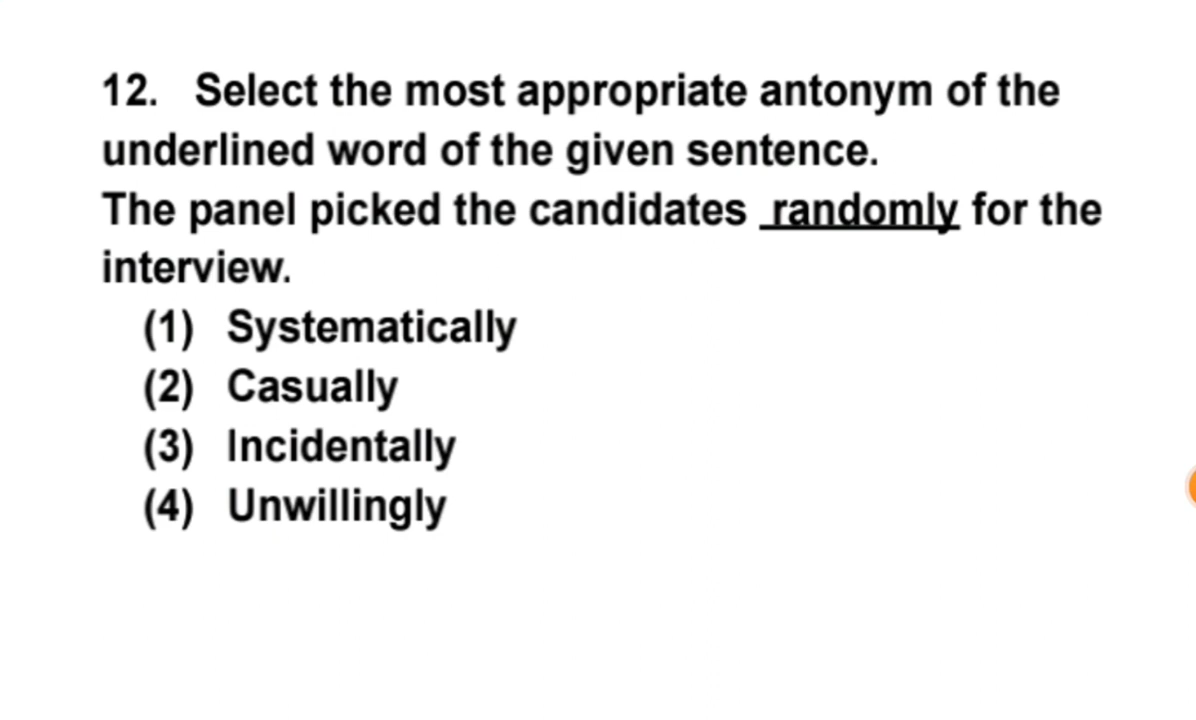 12. Select the most appropriate antonym of the
underlined word of the given sentence.
The panel picked the candidates randomly for the
interview.
(1) Systematically
(2) Casually
(3) Incidentally
(4) Unwillingly